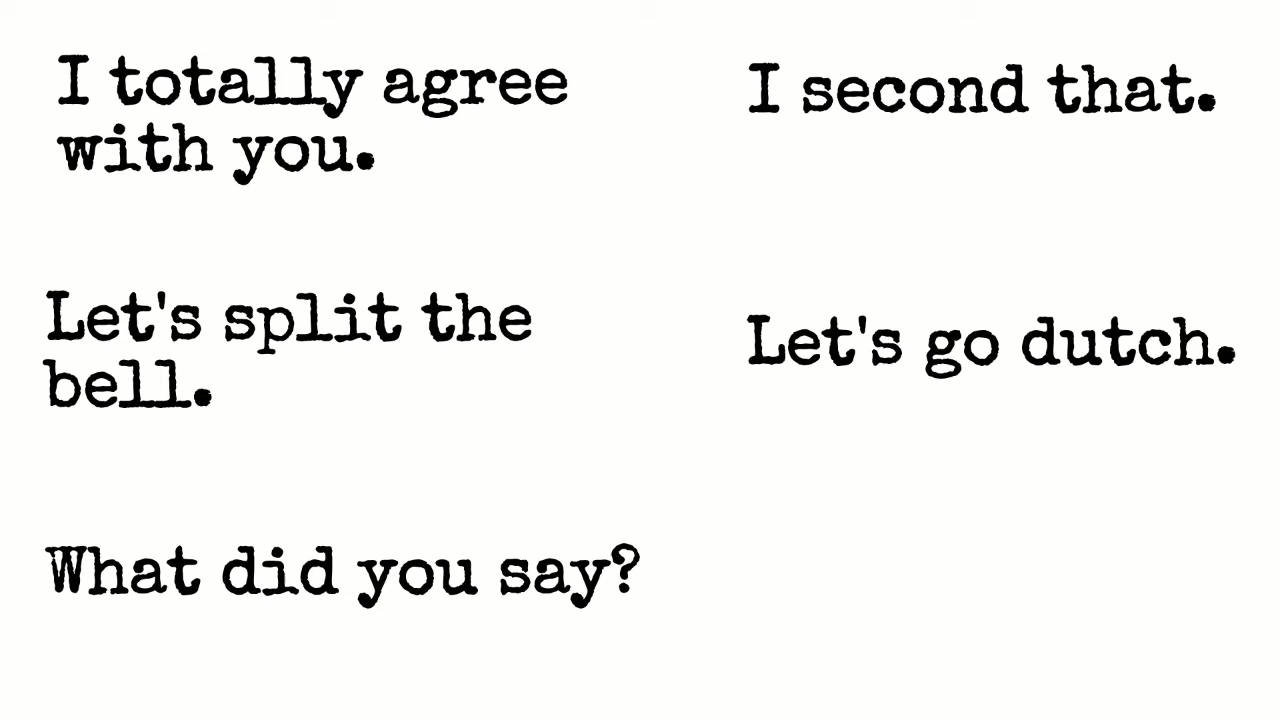 I totally agree
with you.
I second that.
Let's split the
bell.
Let's go dutch.
What did you say?